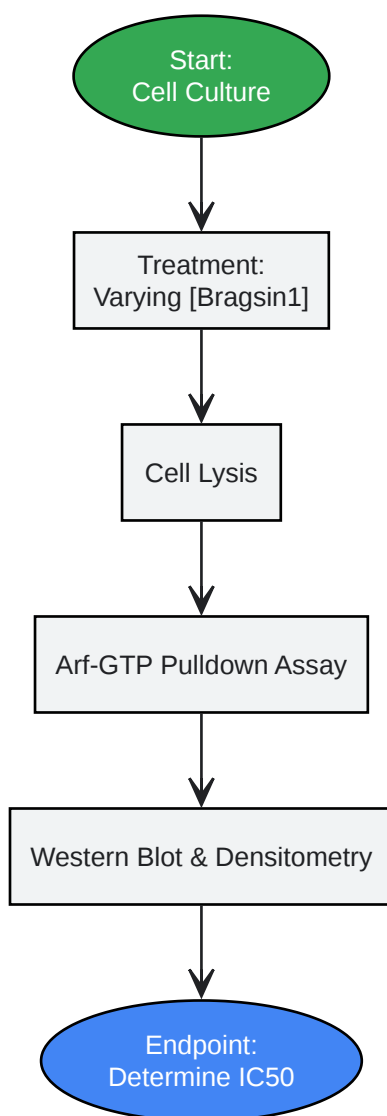 Start:
Cell Culture
Treatment:
Varying [Bragsin1]
Cell Lysis
Arf-GTP Pulldown Assay
Western Blot & Densitometry
Endpoint:
Determine IC50